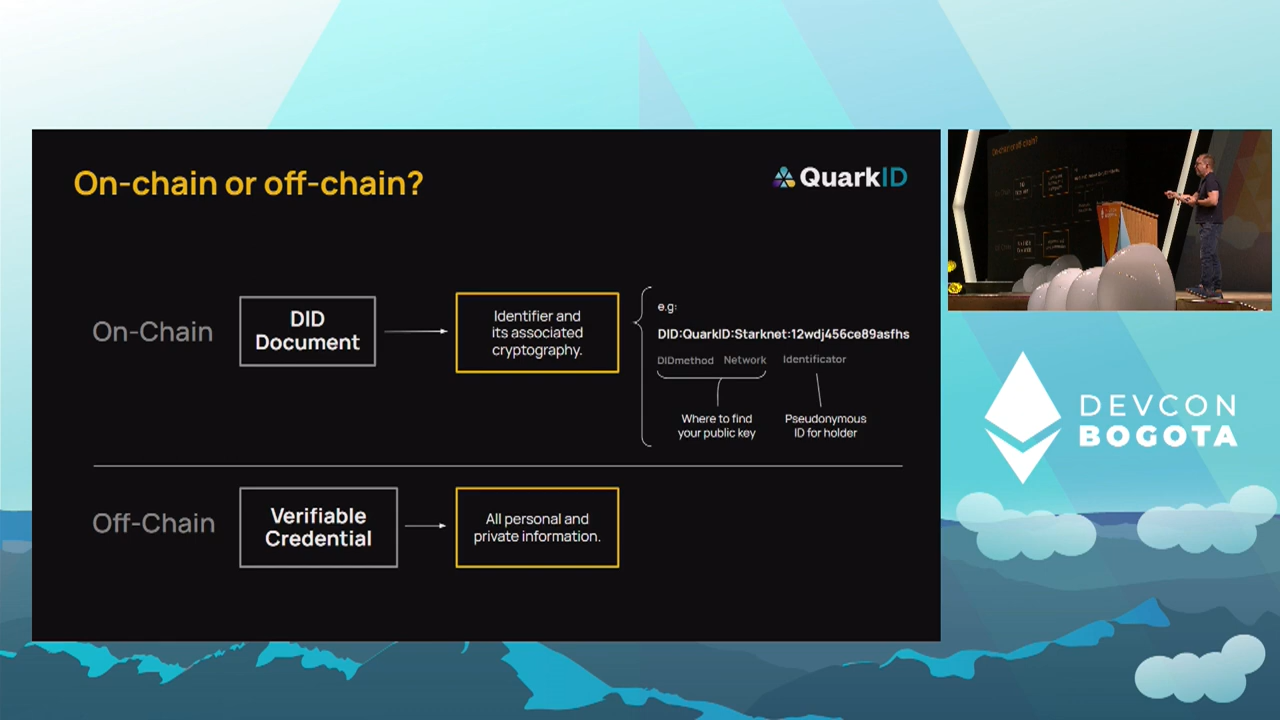 On-chain or off-chain?
QuarkID
On-Chain
DID
Document
Identifier and
its associated
cryptography.
e.g:
DID:QuarkID:Starknet:12wdj456ce89asfhs
DIDmethod Network Identificator
Where to find
your public key
Pseudonymous
ID for holder
Off-Chain
Verifiable
Credential
All personal and
private information.
DEVCON
BOGOTA